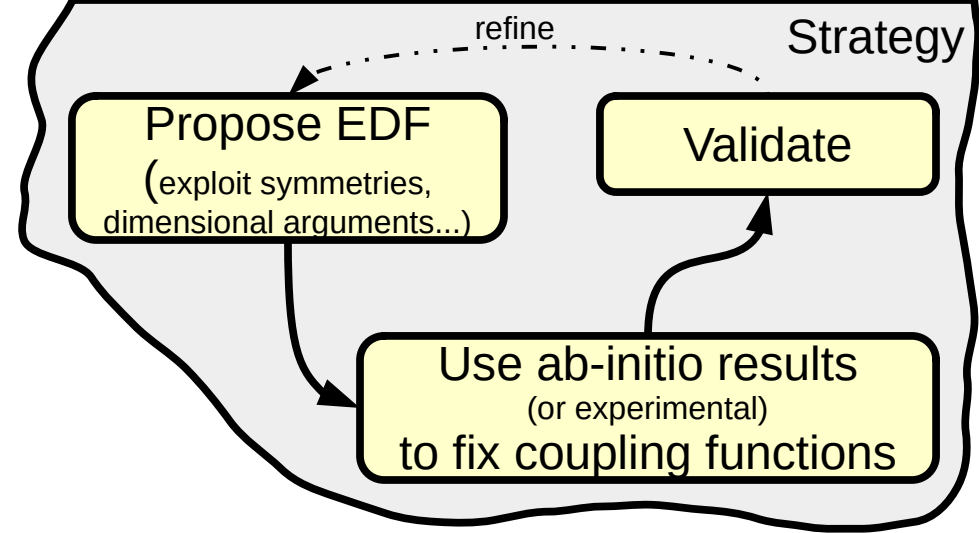 refine
Strategy
Propose EDF
(exploit symmetries,
dimensional arguments...)
Validate
Use ab-initio results
(or experimental)
to fix coupling functions